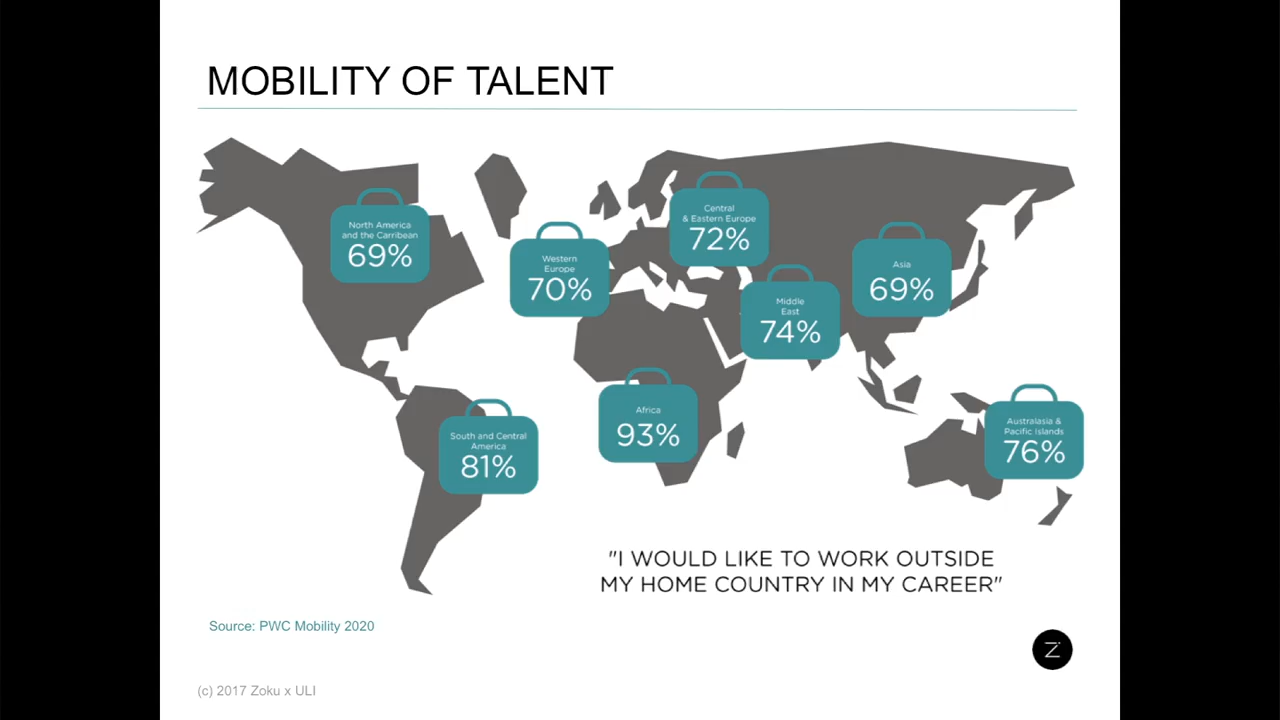 MOBILITY OF TALENT
North America
and the Carribean
69%
Western
Europe
70%
Central
& Eastern Europe
72%
Middle
East
74%
Asia
69%
South and Central
America
81%
Africa
93%
Australasia &
Pacific Islands
76%
"I WOULD LIKE TO WORK OUTSIDE
MY HOME COUNTRY IN MY CAREER"
Source: PWC Mobility 2020
Z
(c) 2017 Zoku x ULI